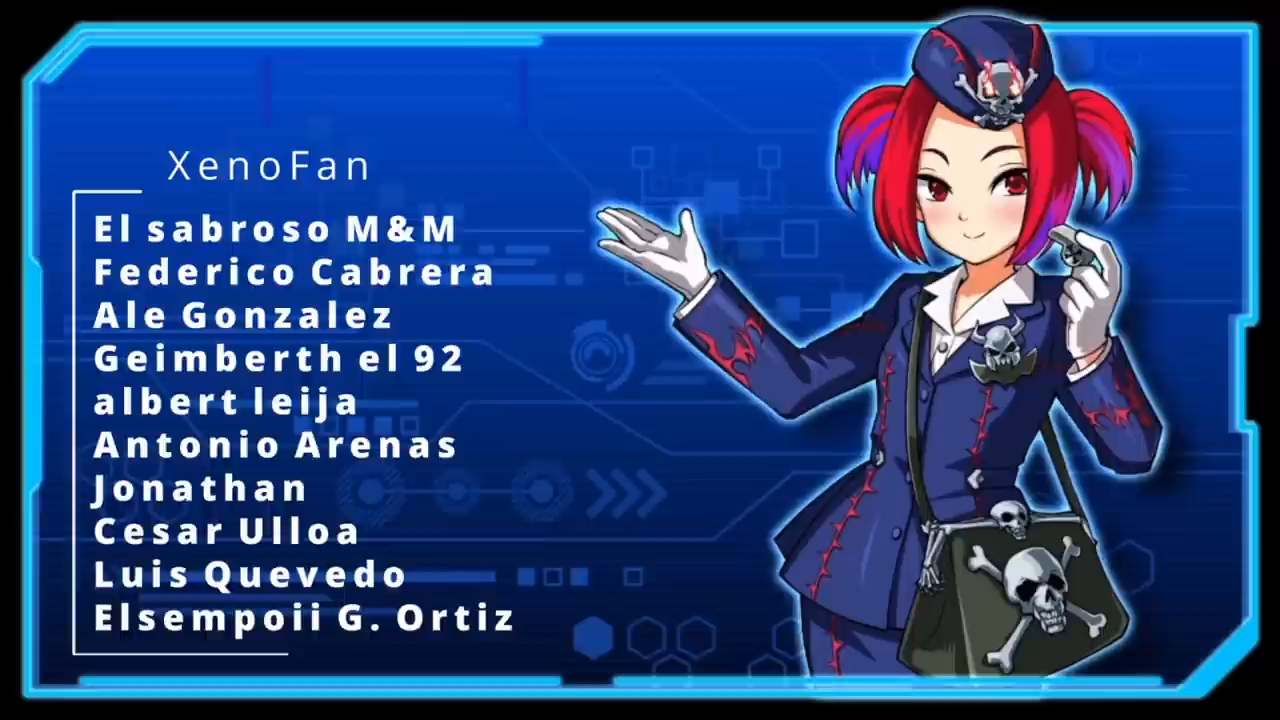 XenoFan
El sabroso M&M
Federico Cabrera
Ale Gonzalez
Geimberth el 92
albert leija
Antonio Arenas
Jonathan
Cesar Ulloa
Luis Quevedo
Elsempoii G. Ortiz